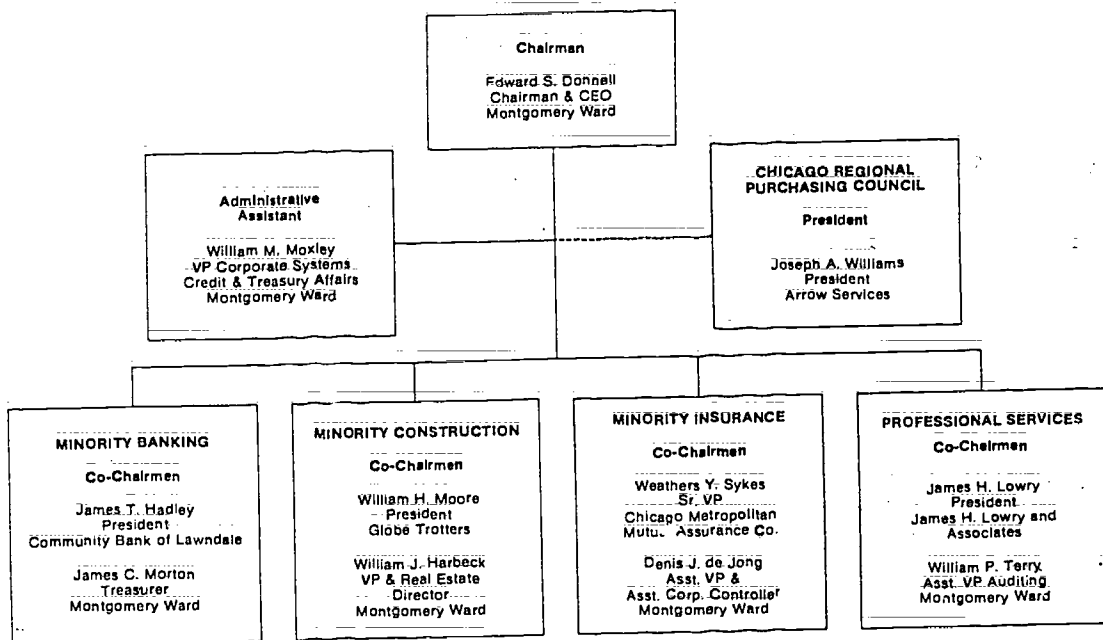 Chairman
Edward S. Donnell
Chairman & CEO
Montgomery Ward
Administrative
Assistant
William M. Moxley
VP Corporate Systems
Credit & Treasury Affairs
Montgomery Ward
CHICAGO REGIONAL
PURCHASING COUNCIL
President
Joseph A. Williams
President
Arrow Services
MINORITY BANKING
Co-Chairmen
James T. Hadley
President
Community Bank of Lawndale
James C. Morton
Treasurer
Montgomery Ward
MINORITY CONSTRUCTION
Co-Chairmen
William H. Moore
President
Globe Trotters
William J. Harbeck
VP & Real Estate
Director
Montgomery Ward
MINORITY INSURANCE
Co-Chairmen
Weathers Y. Sykes
Sr. VP
Chicago Metropolitan
Mutual Assurance Co.
Denis J. de Jong
Asst. VP &
Asst. Corp. Controller
Montgomery Ward
PROFESSIONAL SERVICES
Co-Chairmen
James H. Lowry
President
James H. Lowry and
Associates
William P. Terry
Asst. VP Auditing
Montgomery Ward